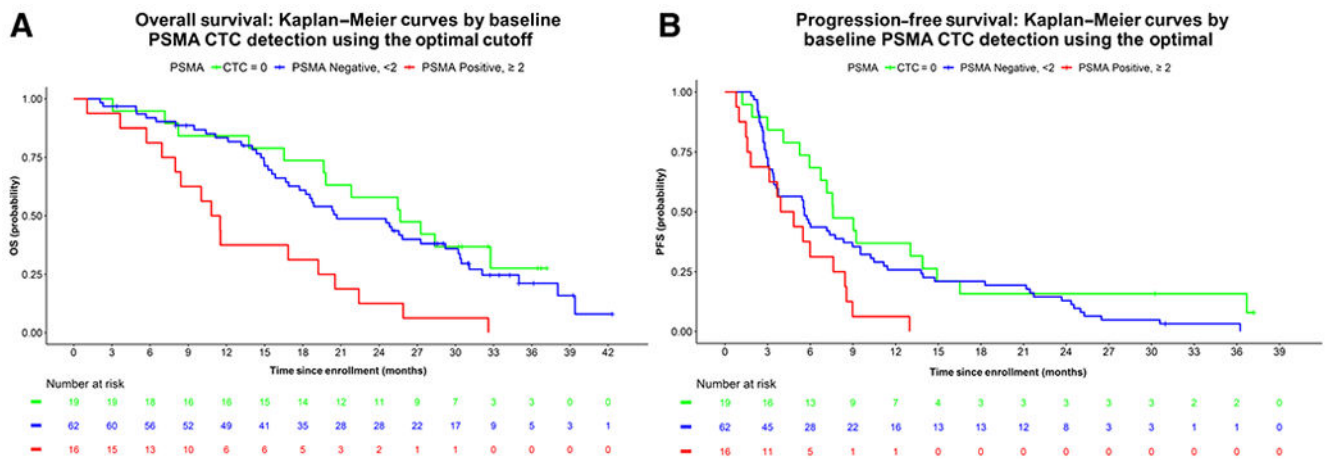 A
Overall survival: Kaplan−Meier curves by baseline
PSMA CTC detection using the optimal cutoff
PSMA CTC = 0 PSMA Negative, <2 PSMA Positive, ≥ 2
1.00
0.75
0.50
0.25
0.00
OS (probability)
0 3 6 9 12 15 18 21 24 27 30 33 36 39 42
Time since enrollment (months)
Number at risk
19 19 18 16 16 15 14 12 11 9 7 3 3 0 0
62 60 56 52 49 41 35 28 28 22 17 9 5 3 1
16 15 13 10 6 6 5 3 2 1 1 0 0 0 0
B
Progression−free survival: Kaplan−Meier curves by
baseline PSMA CTC detection using the optimal
PSMA CTC = 0 PSMA Negative, <2 PSMA Positive, ≥ 2
1.00
0.75
0.50
0.25
0.00
PFS (probability)
0 3 6 9 12 15 18 21 24 27 30 33 36 39
Time since enrollment (months)
Number at risk
19 16 13 9 7 4 3 3 3 3 3 2 2 0
62 45 28 22 16 13 13 12 8 3 3 1 1 0
16 11 5 1 1 0 0 0 0 0 0 0 0 0